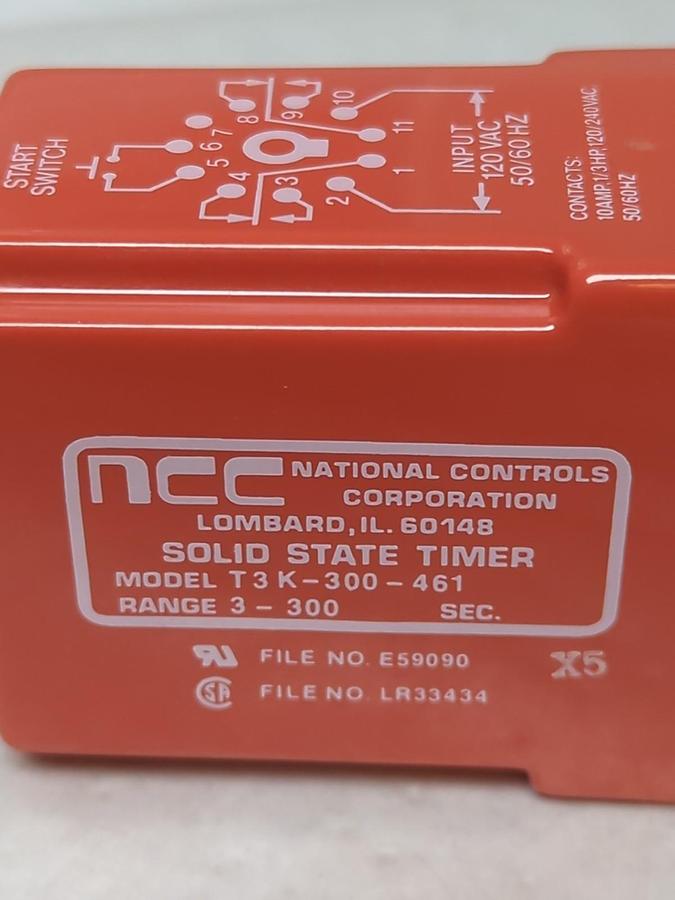 START
SWITCH
5 6 7
8 9 10
11
4 3 2
1
INPUT
120 VAC
50/60 HZ
CONTACTS:
10AMP. 1/3HP. 120/240VAC
50/60HZ
ncc NATIONAL CONTROLS
CORPORATION
LOMBARD, IL. 60148
SOLID STATE TIMER
MODEL T3K-300-461
RANGE 3-300 SEC.
UR FILE NO. E59090
X5
SA FILE NO. LR33434